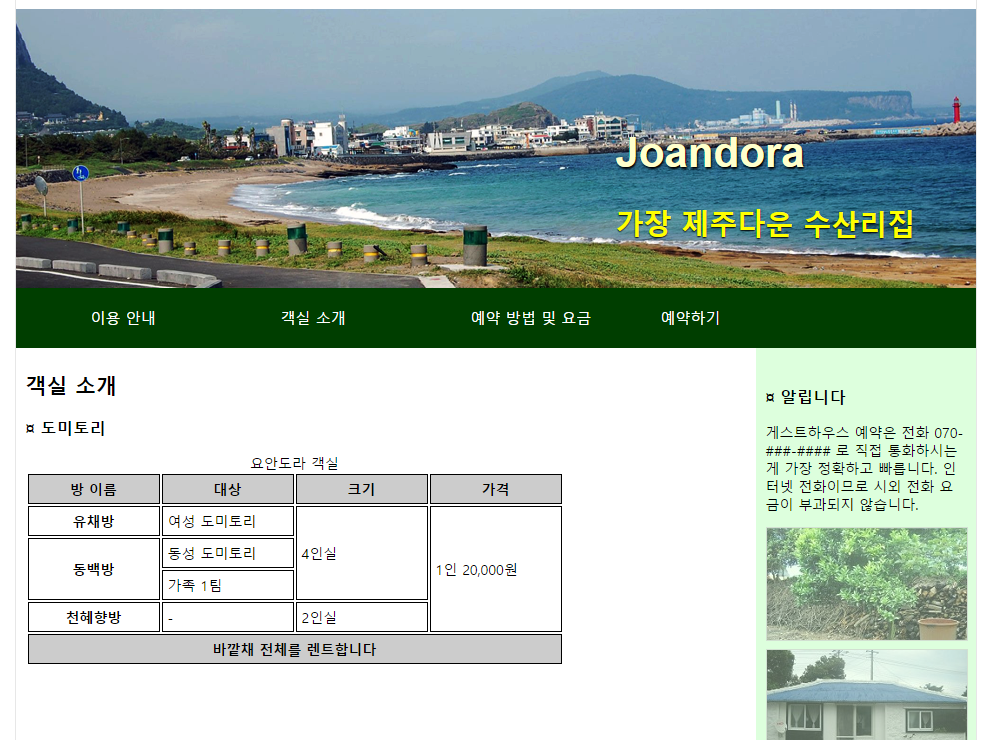 Joandora
가장 제주다운 수산리집
이용 안내 객실 소개 예약 방법 및 요금 예약하기
객실 소개
¤ 도미토리
요안도라 객실
방 이름 대상 크기 가격
유채방 여성 도미토리 4인실 1인 20,000원
동백방 동성 도미토리
가족 1팀
천혜향방 - 2인실
바깥채 전체를 렌트합니다
¤ 알립니다
게스트하우스 예약은 전화 070-
###-#### 로 직접 통화하시는
게 가장 정확하고 빠릅니다. 인
터넷 전화이므로 시외 전화 요
금이 부과되지 않습니다.